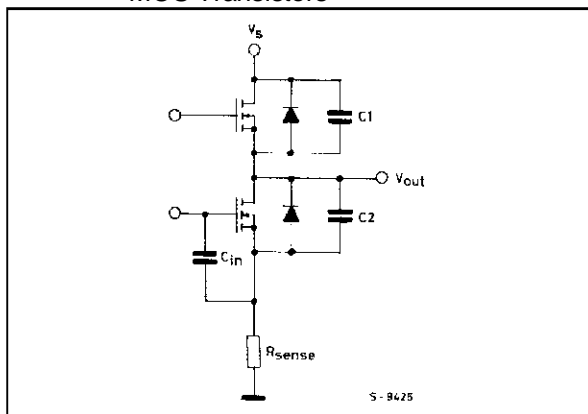 MOS Transistors
Vs
C1
Vout
C2
Cin
Rsense
S-9425